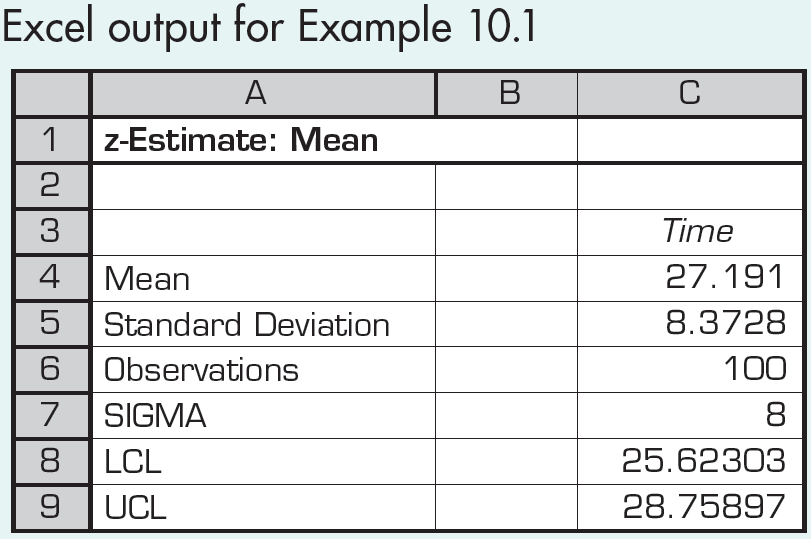 Excel output for Example 10.1
A B C
1 z-Estimate: Mean
2
3 Time
4 Mean 27.191
5 Standard Deviation 8.3728
6 Observations 100
7 SIGMA 8
8 LCL 25.62303
9 UCL 28.75897